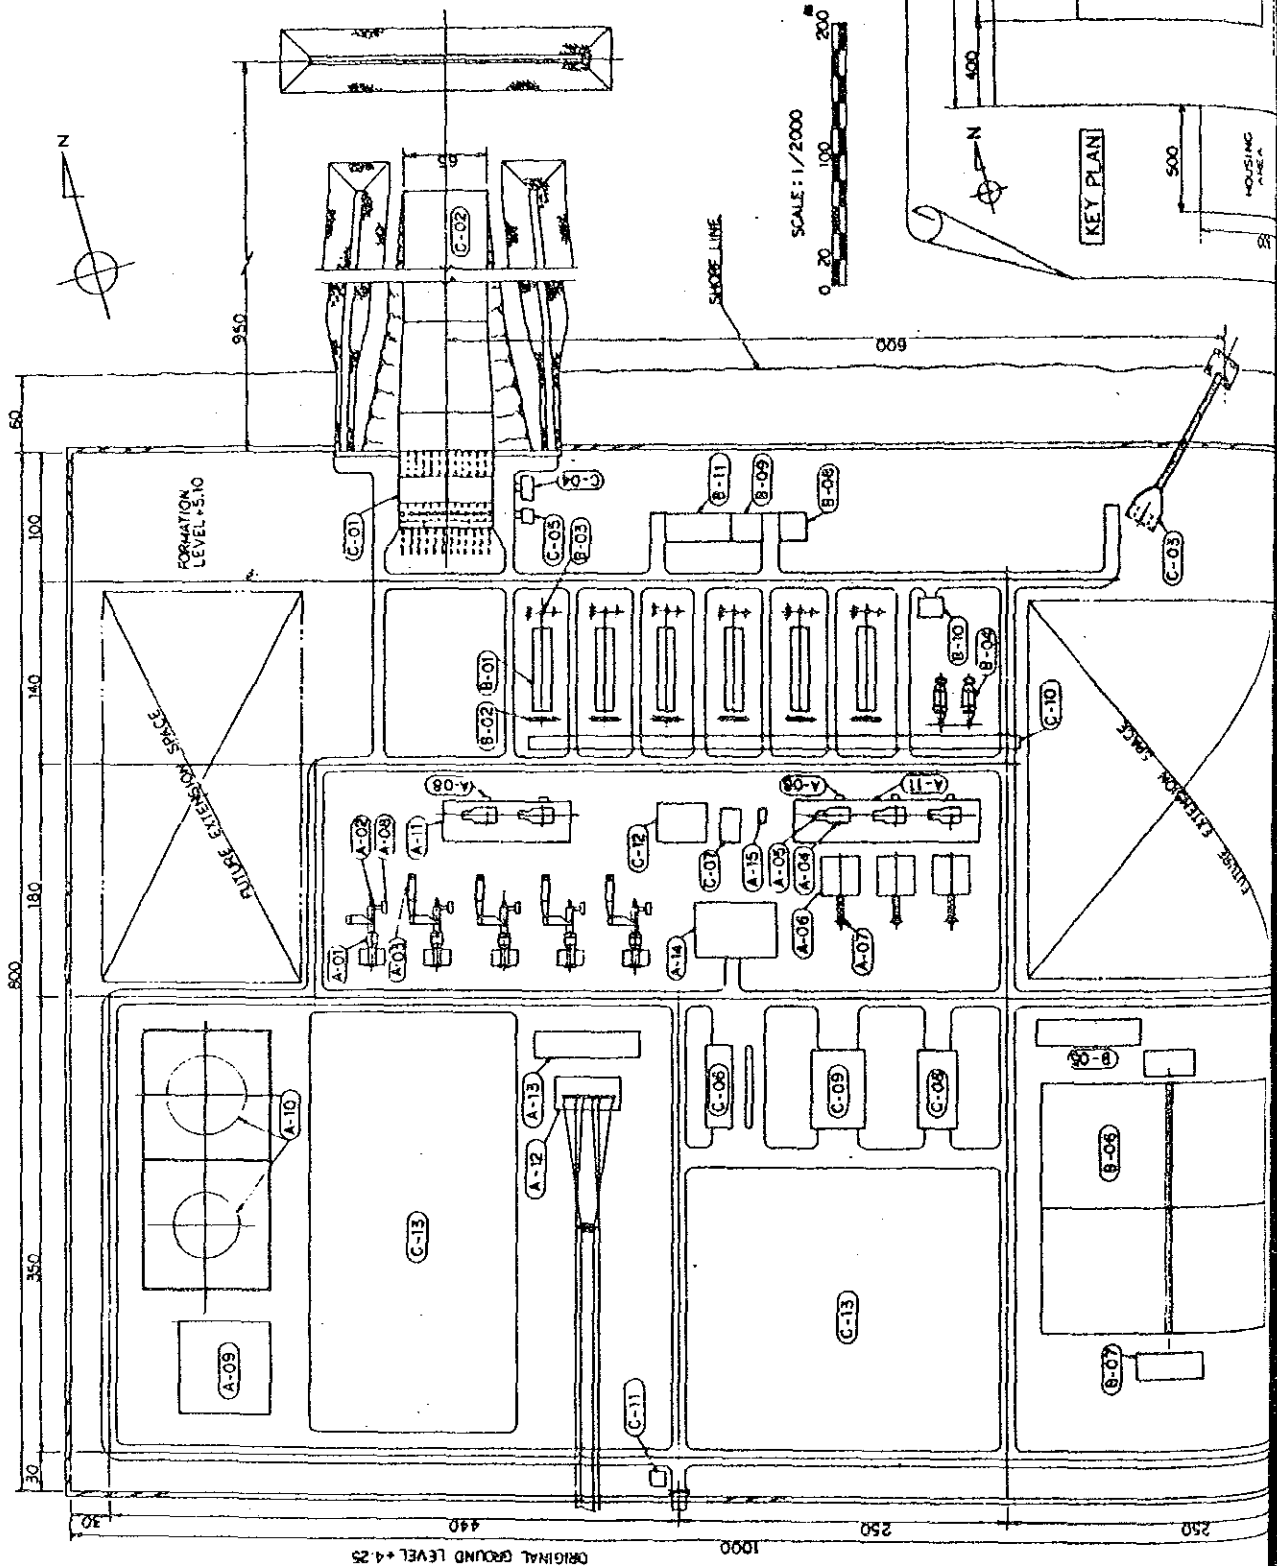 N
950
60
65
C-02
SCALE : 1/2000
0 20 100 200
m
N
400
KEY PLAN
500
HOUSING AREA
SHORE LINE
600
800
30
350
180
140
100
FORMATION
LEVEL +5.10
C-01
C-04
C-05
B-03
B-11
B-09
B-08
C-03
FUTURE EXTENSION SPACE
B-02
B-01
B-10
B-04
C-10
FUTURE EXTENSION SPACE
A-02
A-08
A-11
A-08
C-12
C-07
A-15
A-05
A-04
A-08
A-11
A-01
A-03
A-14
A-06
A-07
A-10
A-13
A-12
C-06
C-09
C-08
B-05
B-06
C-13
C-13
A-09
C-11
B-07
30
440
250
250
1000
ORIGINAL GROUND LEVEL +4.25